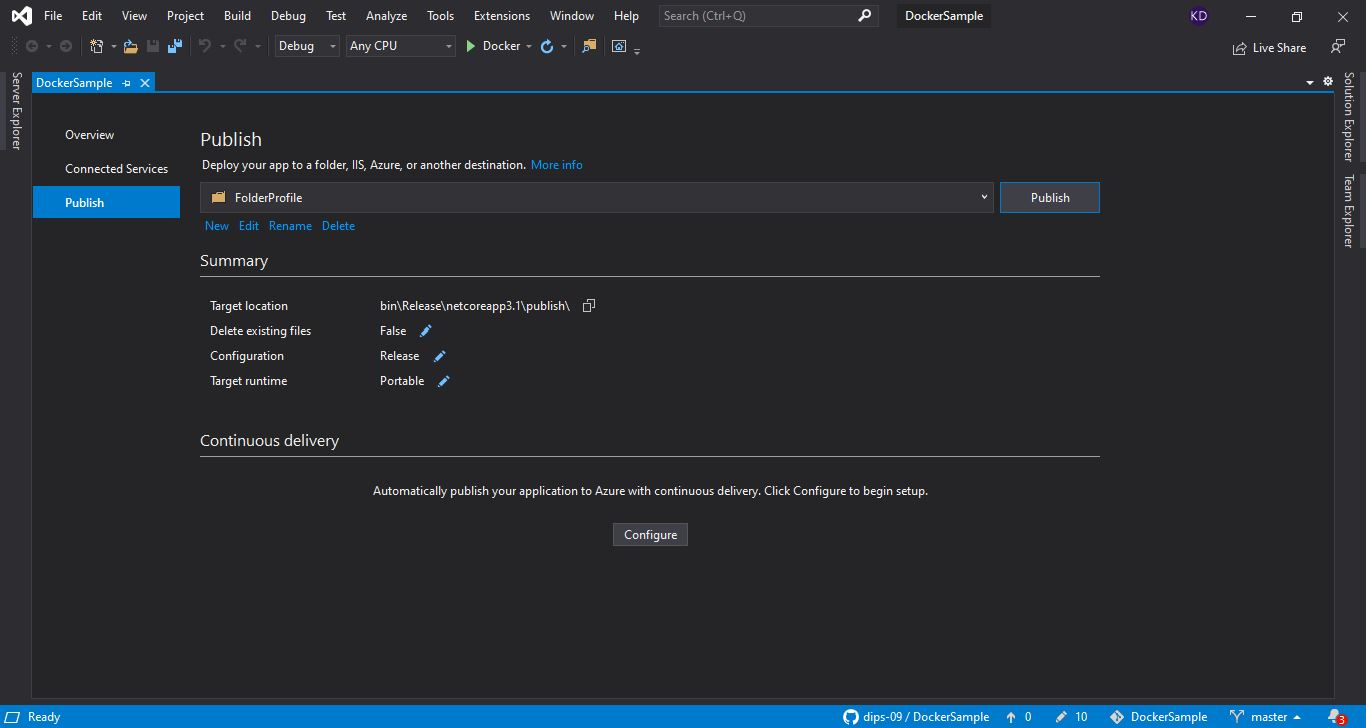 File Edit View Project Build Debug Test Analyze Tools Extensions Window Help Search (Ctrl+Q) DockerSample KD
Debug Any CPU Docker Live Share
Server Explorer
DockerSample
Solution Explorer
Team Explorer
Overview
Connected Services
Publish
Publish
Deploy your app to a folder, IIS, Azure, or another destination. More info
FolderProfile Publish
New Edit Rename Delete
Summary
Target location bin\Release\netcoreapp3.1\publish\
Delete existing files False
Configuration Release
Target runtime Portable
Continuous delivery
Automatically publish your application to Azure with continuous delivery. Click Configure to begin setup.
Configure
Ready dips-09 / DockerSample 0 10 DockerSample master 3